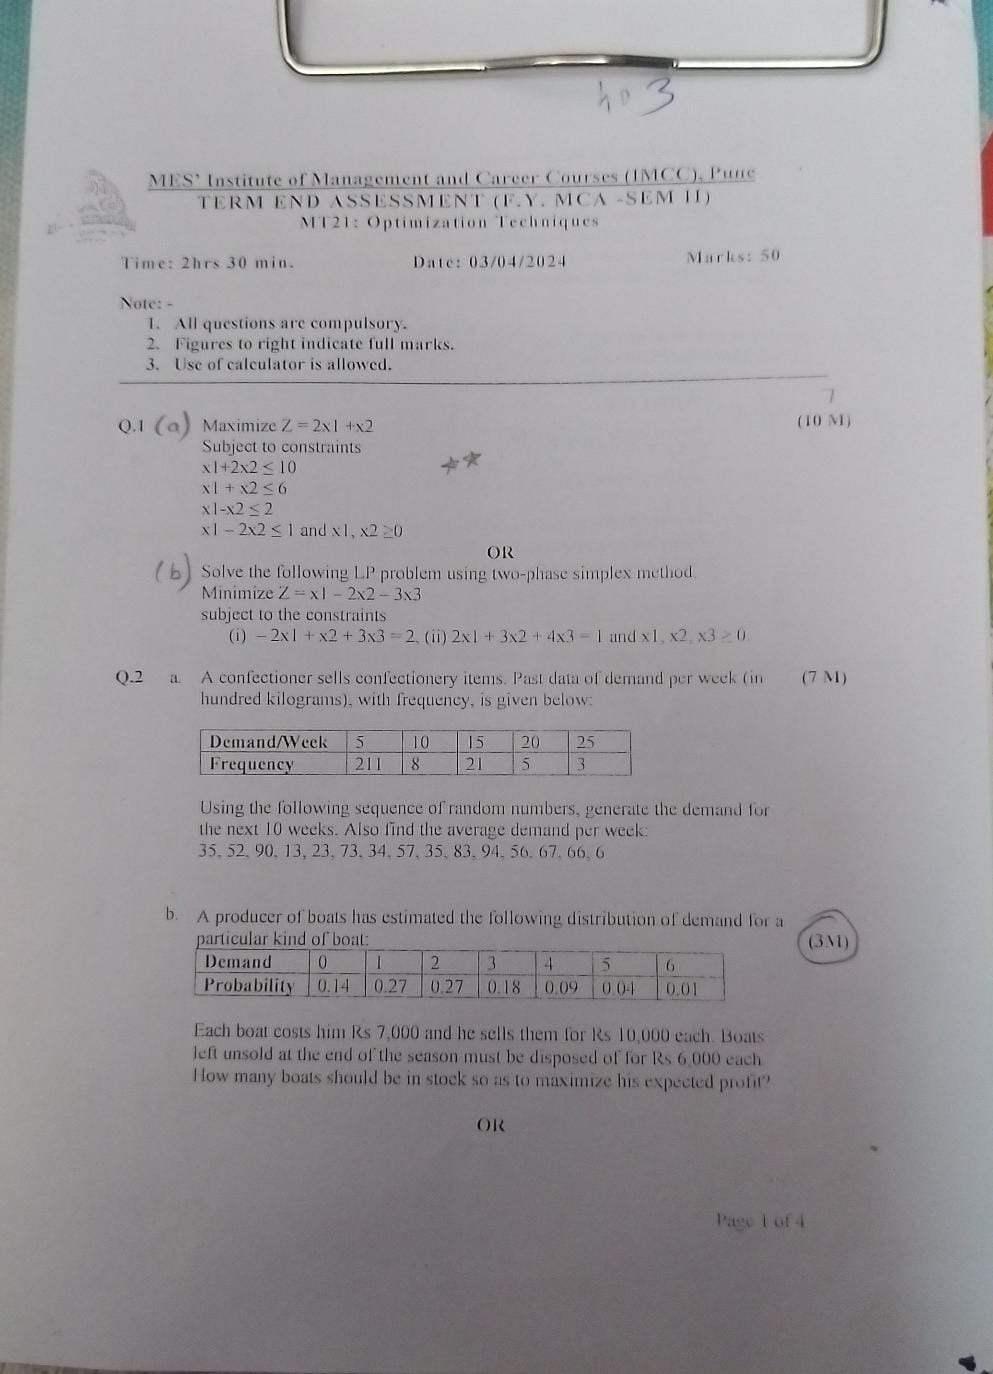 403
MES' Institute of Management and Career Courses (IMCC), Pune
TERM END ASSESSMENT (F.Y. MCA -SEM II)
MT21: Optimization Techniques
Time: 2hrs 30 min. Date: 03/04/2024 Marks: 50
Note: -
1. All questions are compulsory.
2. Figures to right indicate full marks.
3. Use of calculator is allowed.
7
Q.1 (a) Maximize Z = 2x1 +x2 (10 M)
Subject to constraints
x1+2x2 ≤ 10
x1 + x2 ≤ 6
x1-x2 ≤ 2
x1 – 2x2 ≤ 1 and x1, x2 ≥0
OR
(b) Solve the following LP problem using two-phase simplex method.
Minimize Z = x1 – 2x2 – 3x3
subject to the constraints
(i) – 2x1 + x2 + 3x3 = 2, (ii) 2x1 + 3x2 + 4x3 = 1 and x1, x2, x3 ≥ 0.
Q.2 a. A confectioner sells confectionery items. Past data of demand per week (in (7 M)
hundred kilograms), with frequency, is given below:
Demand/Week 5 10 15 20 25
Frequency 211 8 21 5 3
Using the following sequence of random numbers, generate the demand for
the next 10 weeks. Also find the average demand per week:
35, 52, 90, 13, 23, 73, 34, 57, 35, 83, 94, 56, 67, 66, 6
b. A producer of boats has estimated the following distribution of demand for a
particular kind of boat: (3M)
Demand 0 1 2 3 4 5 6
Probability 0.14 0.27 0.27 0.18 0.09 0.04 0.01
Each boat costs him Rs 7,000 and he sells them for Rs 10,000 each. Boats
left unsold at the end of the season must be disposed of for Rs 6,000 each.
How many boats should be in stock so as to maximize his expected profit?
OR
Page 1 of 4